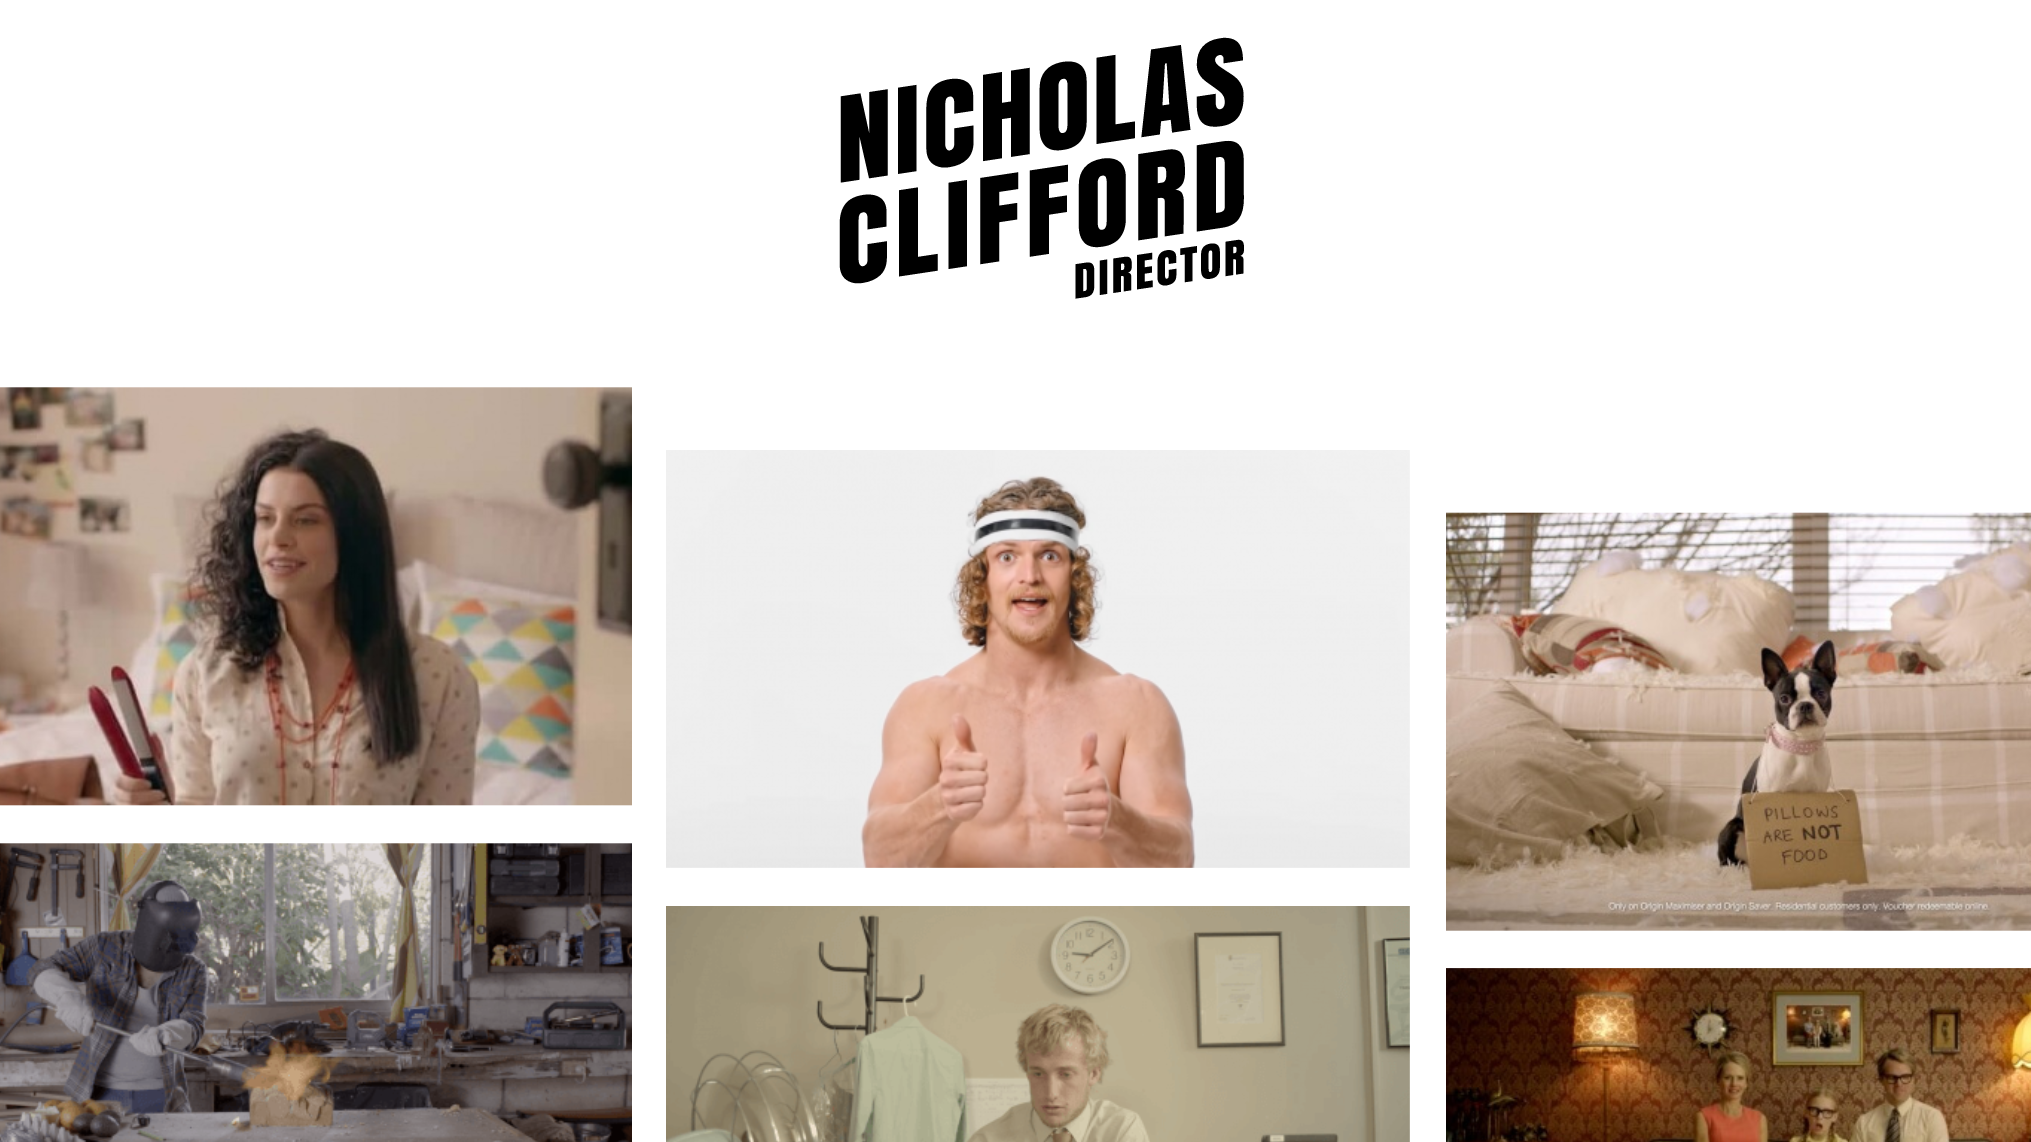 NICHOLAS
CLIFFORD
DIRECTOR
PILLOWS
ARE NOT
FOOD
Only on Origin Maximiser and Origin Saver. Residential customers only. Voucher redeemable online.